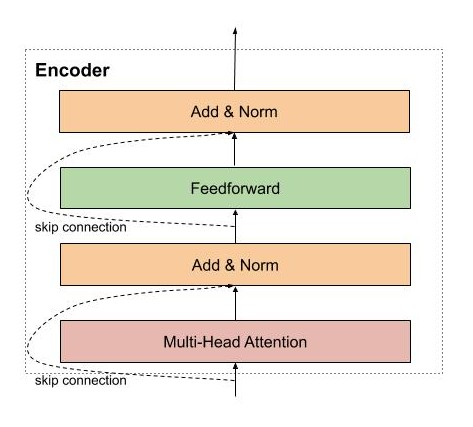 Encoder
Add & Norm
Feedforward
skip connection
Add & Norm
Multi-Head Attention
skip connection